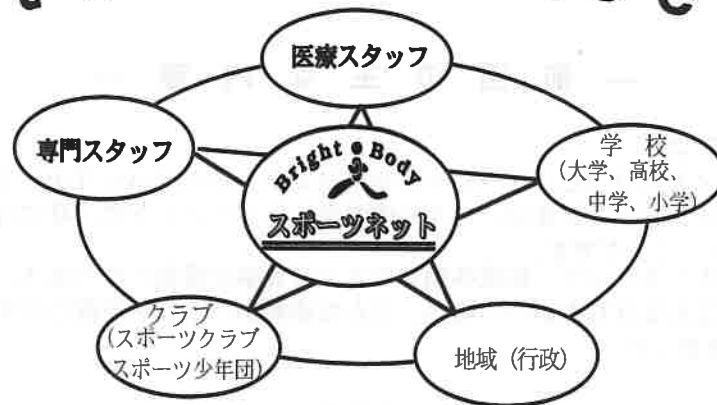 医療スタッフ
専門スタッフ
Bright Body
スポーツネット
学 校
(大学、高校、
中学、小学)
クラブ
(スポーツクラブ
スポーツ少年団)
地域 (行政)